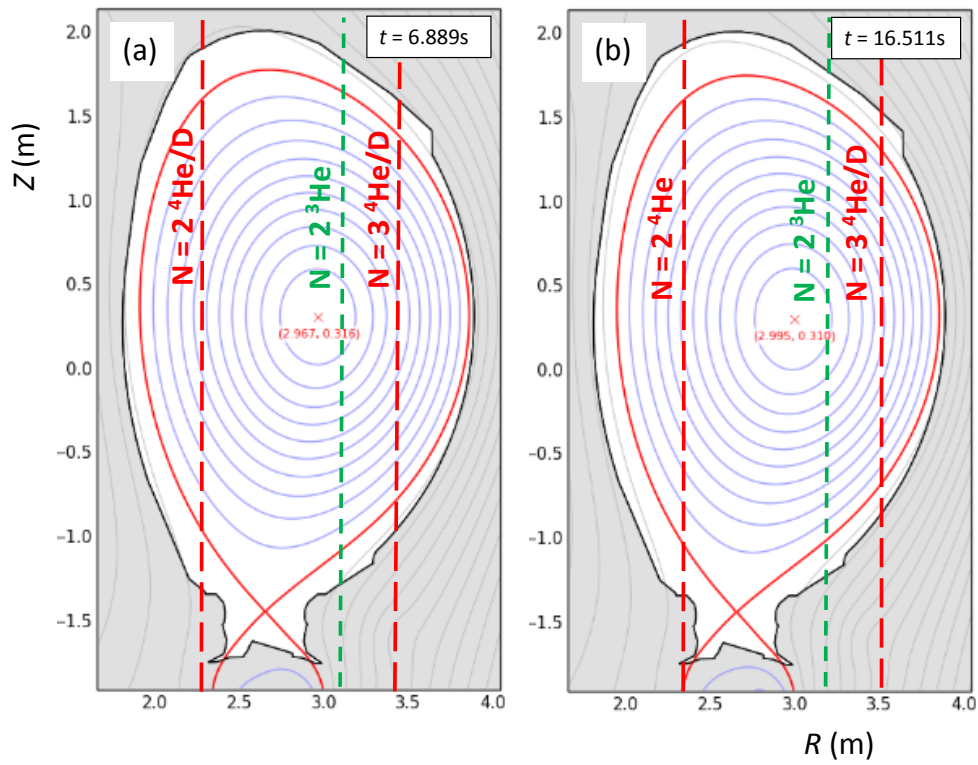 (a)
t = 6.889s
Z (m)
2.0
1.5
1.0
0.5
0.0
−0.5
−1.0
−1.5
N = 2 ⁴He/D
N = 2 ³He
N = 3 ⁴He/D
(2.967, 0.316)
2.0 2.5 3.0 3.5 4.0
(b)
t = 16.511s
2.0
1.5
1.0
0.5
0.0
−0.5
−1.0
−1.5
N = 2 ⁴He
N = 2 ³He
N = 3 ⁴He/D
(2.995, 0.310)
2.0 2.5 3.0 3.5 4.0
R (m)